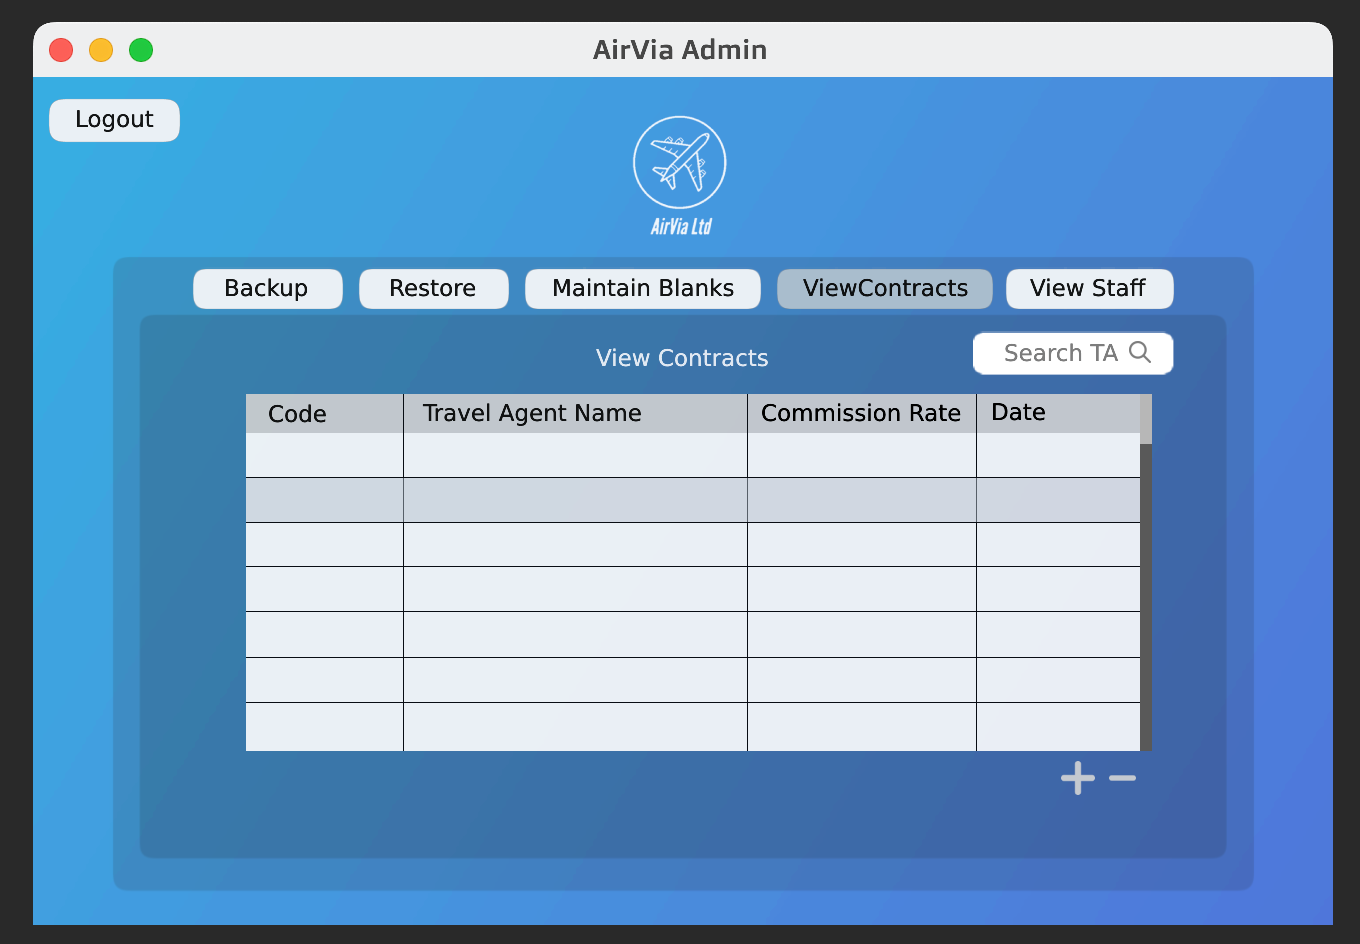 AirVia Admin
Logout
AirVia Ltd
Backup Restore Maintain Blanks ViewContracts View Staff
View Contracts Search TA
Code Travel Agent Name Commission Rate Date